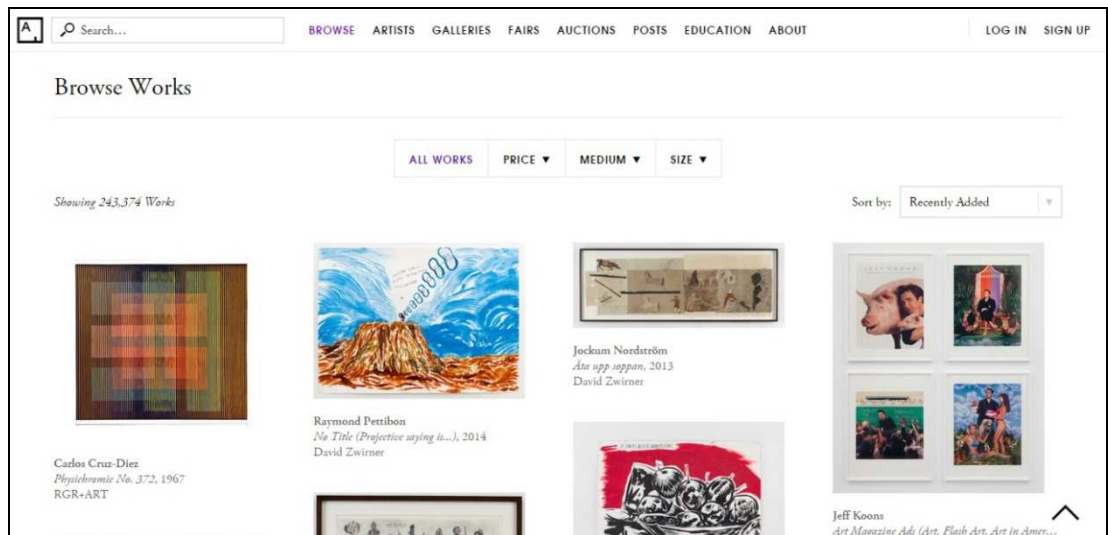 A
Search...
BROWSE ARTISTS GALLERIES FAIRS AUCTIONS POSTS EDUCATION ABOUT
LOG IN SIGN UP
Browse Works
ALL WORKS PRICE ▼ MEDIUM ▼ SIZE ▼
Showing 243,374 Works
Sort by: Recently Added
Carlos Cruz-Diez
Physichromie No. 372, 1967
RGR+ART
Raymond Pettibon
No Title (Projective saying is...), 2014
David Zwirner
Jockum Nordström
Äta upp soppan, 2013
David Zwirner
Jeff Koons
Art Magazine Ads (Art, Flash Art, Art in Amer...